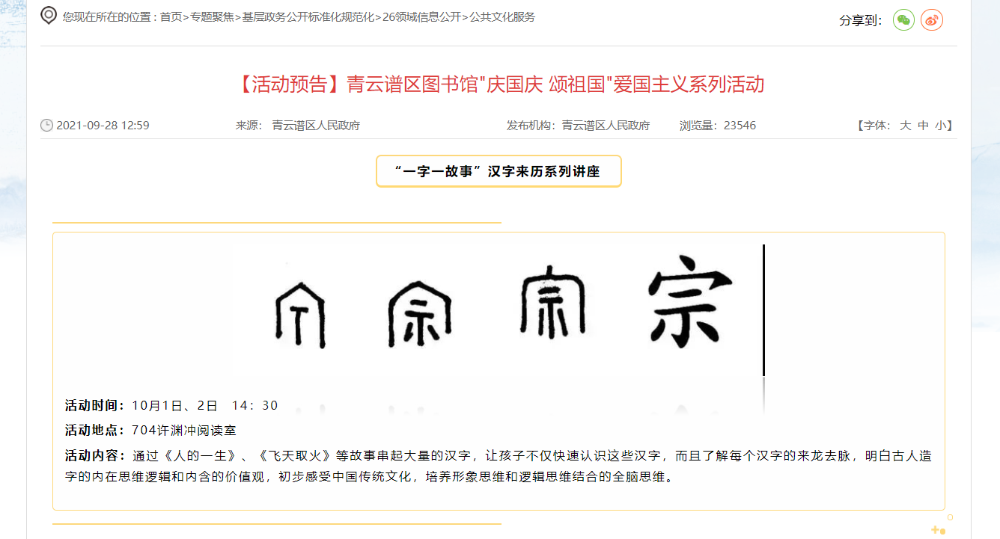 您现在所在的位置 : 首页>专题聚焦>基层政务公开标准化规范化>26领域信息公开>公共文化服务
分享到：
【活动预告】青云谱区图书馆"庆国庆 颂祖国"爱国主义系列活动
2021-09-28 12:59 来源： 青云谱区人民政府 发布机构：青云谱区人民政府 浏览量：23546 【字体： 大 中 小】
“一字一故事”汉字来历系列讲座
宗 宗 宗 宗
活动时间：10月1日、2日 14：30
活动地点：704许渊冲阅读室
活动内容：通过《人的一生》、《飞天取火》等故事串起大量的汉字，让孩子不仅快速认识这些汉字，而且了解每个汉字的来龙去脉，明白古人造
字的内在思维逻辑和内含的价值观，初步感受中国传统文化，培养形象思维和逻辑思维结合的全脑思维。